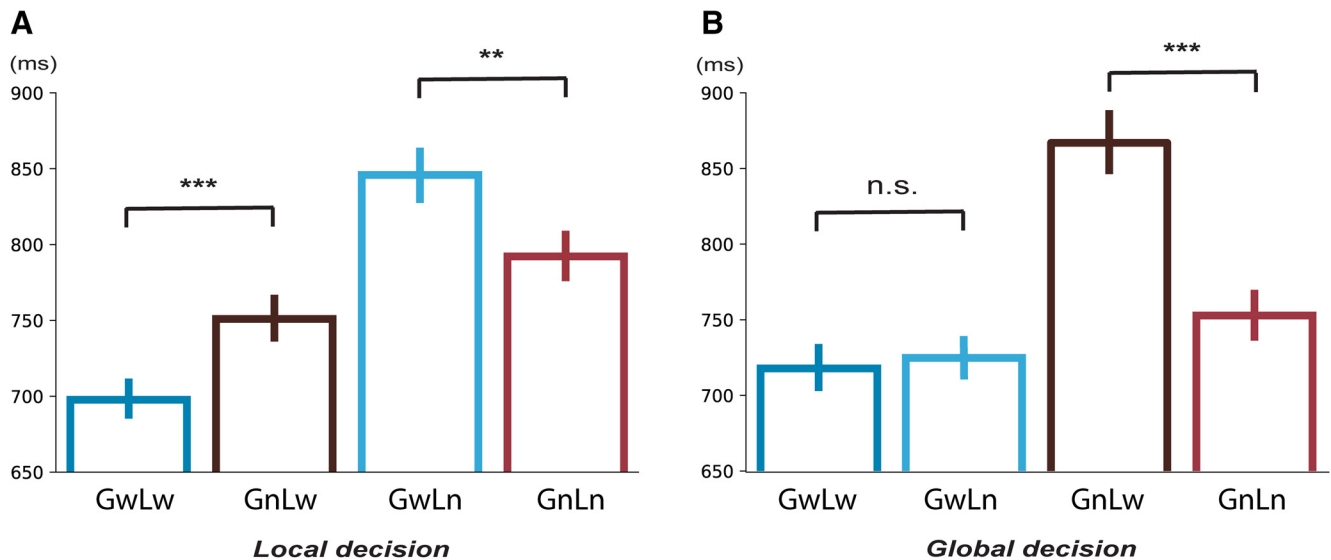 A
(ms)
900
850
800
750
700
650
***
**
GwLw
GnLw
GwLn
GnLn
Local decision
B
(ms)
900
850
800
750
700
650
n.s.
***
GwLw
GwLn
GnLw
GnLn
Global decision